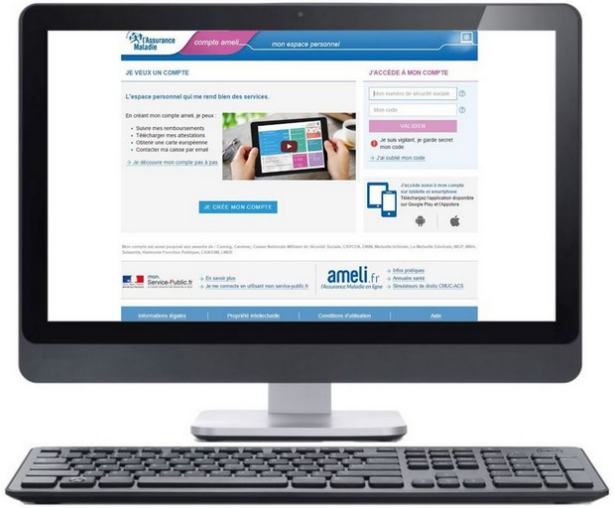 l'Assurance
Maladie
compte ameli
mon espace personnel
JE VEUX UN COMPTE
L'espace personnel qui me rend bien des services.
En créant mon compte ameli, je peux :
Suivre mes remboursements
Télécharger mes attestations
Obtenir une carte européenne
Contacter ma caisse par email
Je découvre mon compte pas à pas
JE CRÉE MON COMPTE
J'ACCÈDE À MON COMPTE
Mon numéro de sécurité sociale
Mon code
VALIDER
Je suis vigilant, je garde secret
mon code
J'ai oublié mon code
J'accède aussi à mon compte
sur tablette et smartphone
Téléchargez l'application disponible
sur Google Play et l'Appstore
mon.
Service-Public.fr
En savoir plus
Je me connecte en utilisant mon service-public.fr
ameli.fr
l'Assurance Maladie en ligne
Infos pratiques
Annuaire santé
Simulateurs de droits CMUC-ACS
Informations légales
Propriété intellectuelle
Conditions d'utilisation
Aide